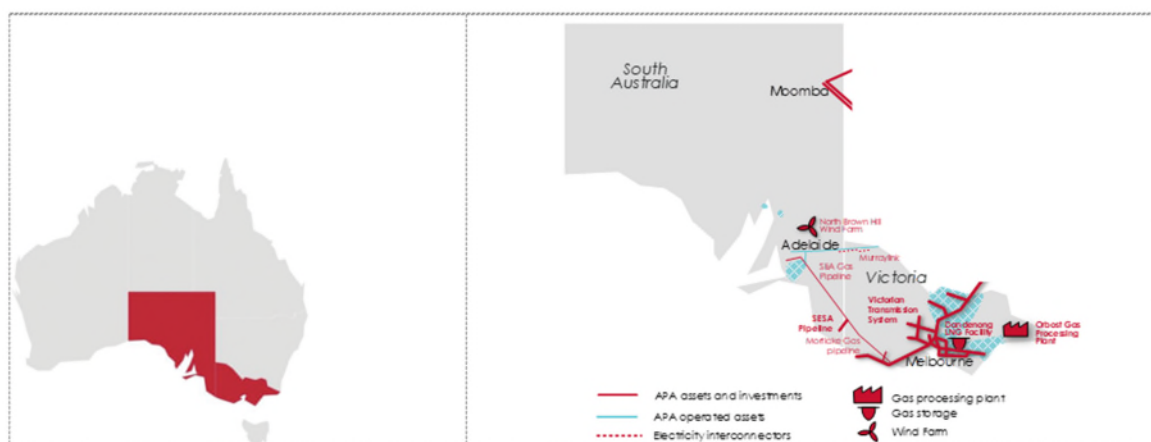 South
Australia
Moomba
North Brown Hill
Wind Farm
Adelaide
Murraylink
SEA Gas
Pipeline
Victoria
Victorian
Transmission
System
SESA
Pipeline
Mortlake Gas
pipeline
Dandenong
LNG Facility
Orbost Gas
Processing
Plant
Melbourne
APA assets and investments
APA operated assets
Electricity interconnectors
Gas processing plant
Gas storage
Wind Farm